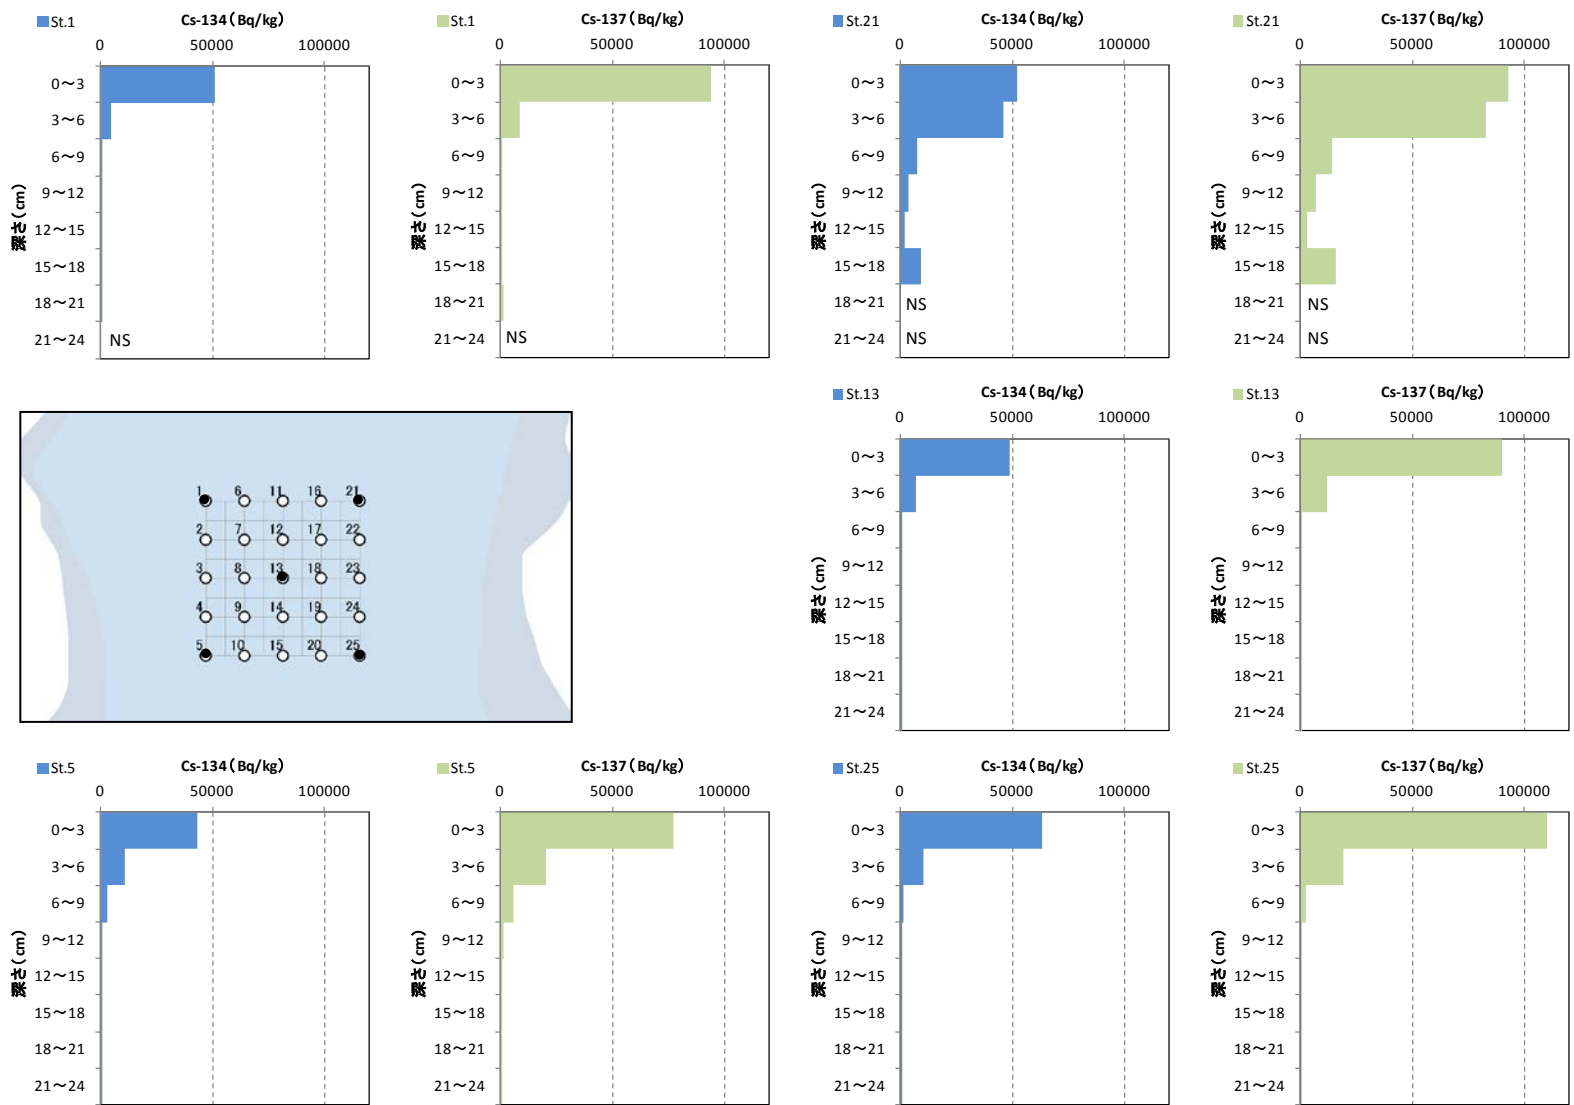 St.1 Cs-134(Bq/kg)
0 50000 100000
0～3
3～6
6～9
9～12
12～15
15～18
18～21
21～24 NS
深さ(cm)
St.1 Cs-137(Bq/kg)
0 50000 100000
0～3
3～6
6～9
9～12
12～15
15～18
18～21
21～24 NS
深さ(cm)
St.21 Cs-134(Bq/kg)
0 50000 100000
0～3
3～6
6～9
9～12
12～15
15～18
18～21 NS
21～24 NS
深さ(cm)
St.21 Cs-137(Bq/kg)
0 50000 100000
0～3
3～6
6～9
9～12
12～15
15～18
18～21 NS
21～24 NS
深さ(cm)
1 6 11 16 21
2 7 12 17 22
3 8 13 18 23
4 9 14 19 24
5 10 15 20 25
St.13 Cs-134(Bq/kg)
0 50000 100000
0～3
3～6
6～9
9～12
12～15
15～18
18～21
21～24
深さ(cm)
St.13 Cs-137(Bq/kg)
0 50000 100000
0～3
3～6
6～9
9～12
12～15
15～18
18～21
21～24
深さ(cm)
St.5 Cs-134(Bq/kg)
0 50000 100000
0～3
3～6
6～9
9～12
12～15
15～18
18～21
21～24
深さ(cm)
St.5 Cs-137(Bq/kg)
0 50000 100000
0～3
3～6
6～9
9～12
12～15
15～18
18～21
21～24
深さ(cm)
St.25 Cs-134(Bq/kg)
0 50000 100000
0～3
3～6
6～9
9～12
12～15
15～18
18～21
21～24
深さ(cm)
St.25 Cs-137(Bq/kg)
0 50000 100000
0～3
3～6
6～9
9～12
12～15
15～18
18～21
21～24
深さ(cm)